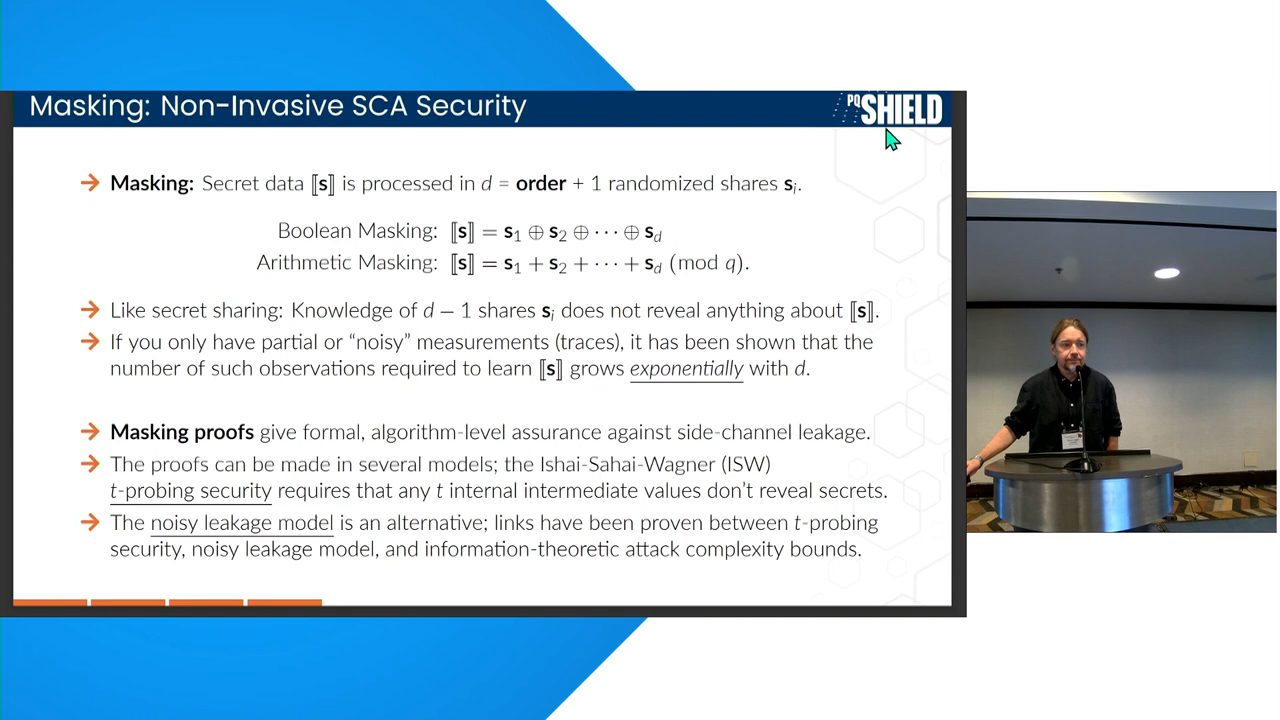 Masking: Non-Invasive SCA Security
PQSHIELD
→ Masking: Secret data ⟦s⟧ is processed in d = order + 1 randomized shares sᵢ.
Boolean Masking: ⟦s⟧ = s₁ ⊕ s₂ ⊕ ··· ⊕ s_d
Arithmetic Masking: ⟦s⟧ = s₁ + s₂ + ··· + s_d (mod q).
→ Like secret sharing: Knowledge of d − 1 shares sᵢ does not reveal anything about ⟦s⟧.
→ If you only have partial or “noisy” measurements (traces), it has been shown that the
number of such observations required to learn ⟦s⟧ grows exponentially with d.
→ Masking proofs give formal, algorithm-level assurance against side-channel leakage.
→ The proofs can be made in several models; the Ishai-Sahai-Wagner (ISW)
t-probing security requires that any t internal intermediate values don’t reveal secrets.
→ The noisy leakage model is an alternative; links have been proven between t-probing
security, noisy leakage model, and information-theoretic attack complexity bounds.